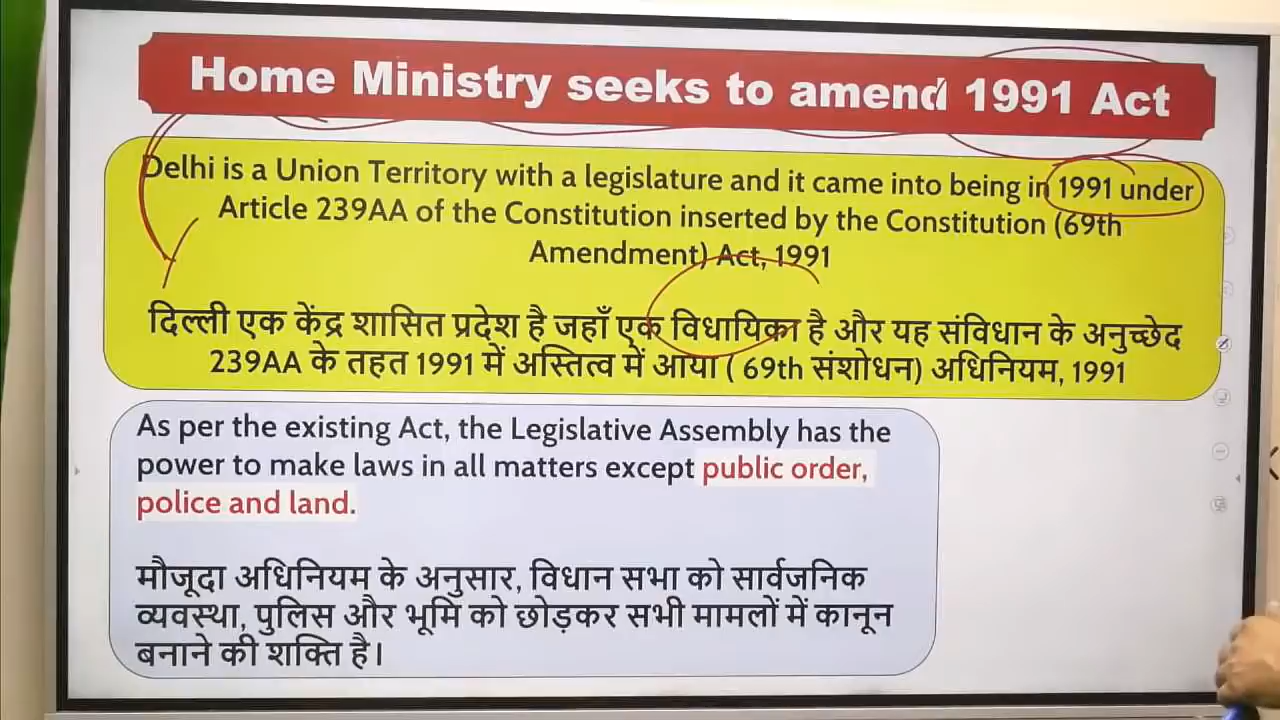 Home Ministry seeks to amend 1991 Act
Delhi is a Union Territory with a legislature and it came into being in 1991 under
Article 239AA of the Constitution inserted by the Constitution (69th
Amendment) Act, 1991
दिल्ली एक केंद्र शासित प्रदेश है जहाँ एक विधायिका है और यह संविधान के अनुच्छेद
239AA के तहत 1991 में अस्तित्व में आया ( 69th संशोधन) अधिनियम, 1991
As per the existing Act, the Legislative Assembly has the
power to make laws in all matters except public order,
police and land.
मौजूदा अधिनियम के अनुसार, विधान सभा को सार्वजनिक
व्यवस्था, पुलिस और भूमि को छोड़कर सभी मामलों में कानून
बनाने की शक्ति है।